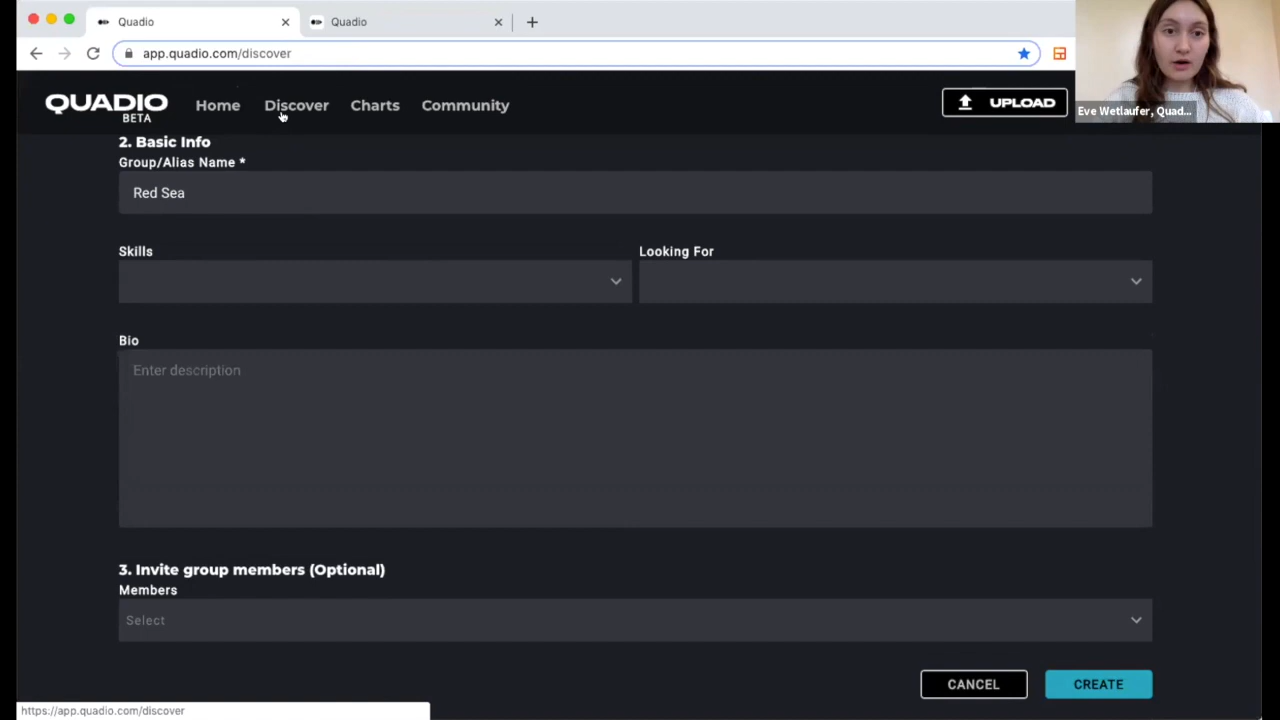 Quadio
Quadio
app.quadio.com/discover
QUADIO
BETA
Home
Discover
Charts
Community
UPLOAD
Eve Wetlaufer, Quad...
2. Basic Info
Group/Alias Name *
Red Sea
Skills
Looking For
Bio
Enter description
3. Invite group members (Optional)
Members
Select
CANCEL
CREATE
https://app.quadio.com/discover